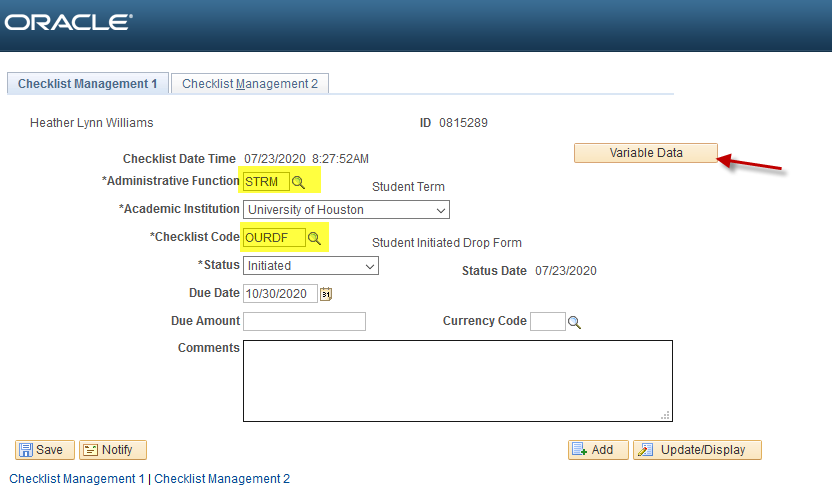 ORACLE
Checklist Management 1 Checklist Management 2
Heather Lynn Williams ID 0815289
Checklist Date Time 07/23/2020 8:27:52AM Variable Data
*Administrative Function STRM Student Term
*Academic Institution University of Houston
*Checklist Code OURDF Student Initiated Drop Form
*Status Initiated Status Date 07/23/2020
Due Date 10/30/2020 31
Due Amount Currency Code
Comments
Save Notify Add Update/Display
Checklist Management 1 | Checklist Management 2